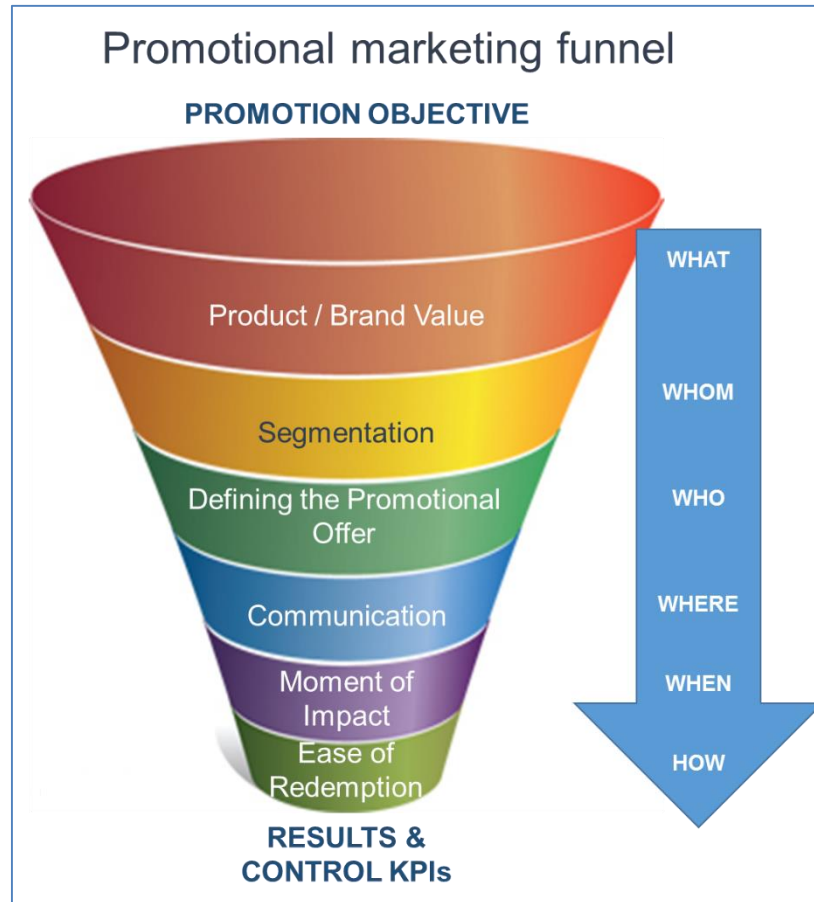 Promotional marketing funnel
PROMOTION OBJECTIVE
WHAT
Product / Brand Value
WHOM
Segmentation
Defining the Promotional
Offer
WHO
Communication
WHERE
Moment of
Impact
WHEN
Ease of
Redemption
HOW
RESULTS &
CONTROL KPIs